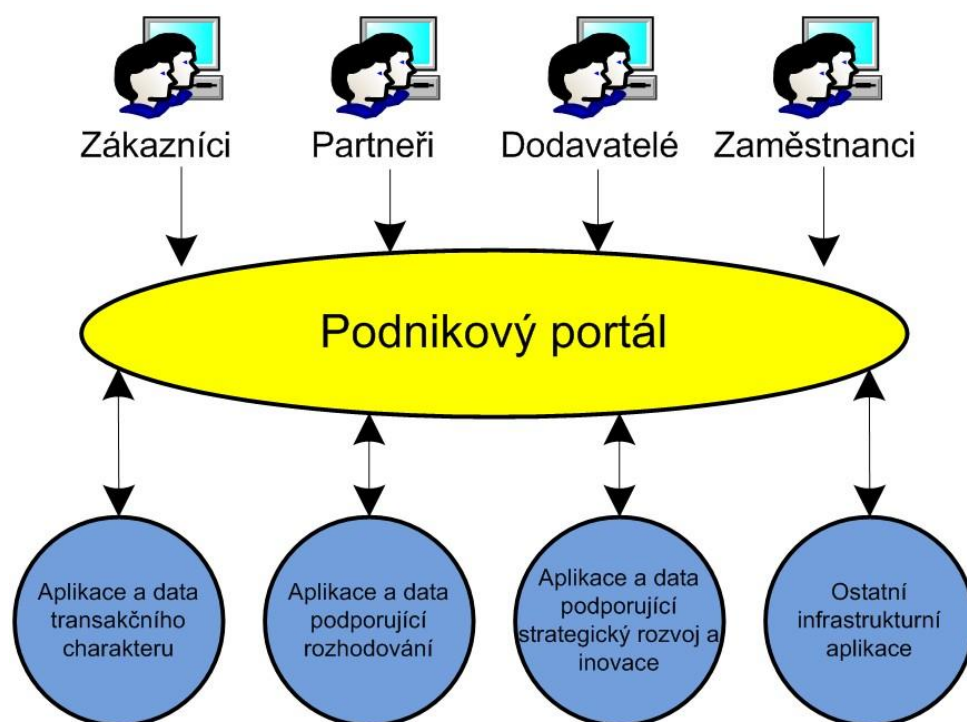 Zákazníci
Partneři
Dodavatelé
Zaměstnanci
Podnikový portál
Aplikace a data
transakčního
charakteru
Aplikace a data
podporující
rozhodování
Aplikace a data
podporující
strategický rozvoj a
inovace
Ostatní
infrastrukturní
aplikace